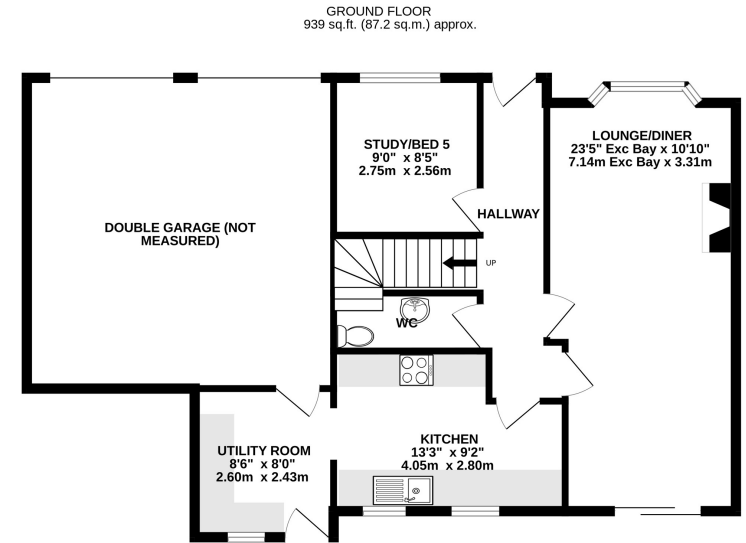 GROUND FLOOR
939 sq.ft. (87.2 sq.m.) approx.
STUDY/BED 5
9'0" x 8'5"
2.75m x 2.56m
LOUNGE/DINER
23'5" Exc Bay x 10'10"
7.14m Exc Bay x 3.31m
HALLWAY
DOUBLE GARAGE (NOT
MEASURED)
UP
WC
KITCHEN
13'3" x 9'2"
4.05m x 2.80m
UTILITY ROOM
8'6" x 8'0"
2.60m x 2.43m